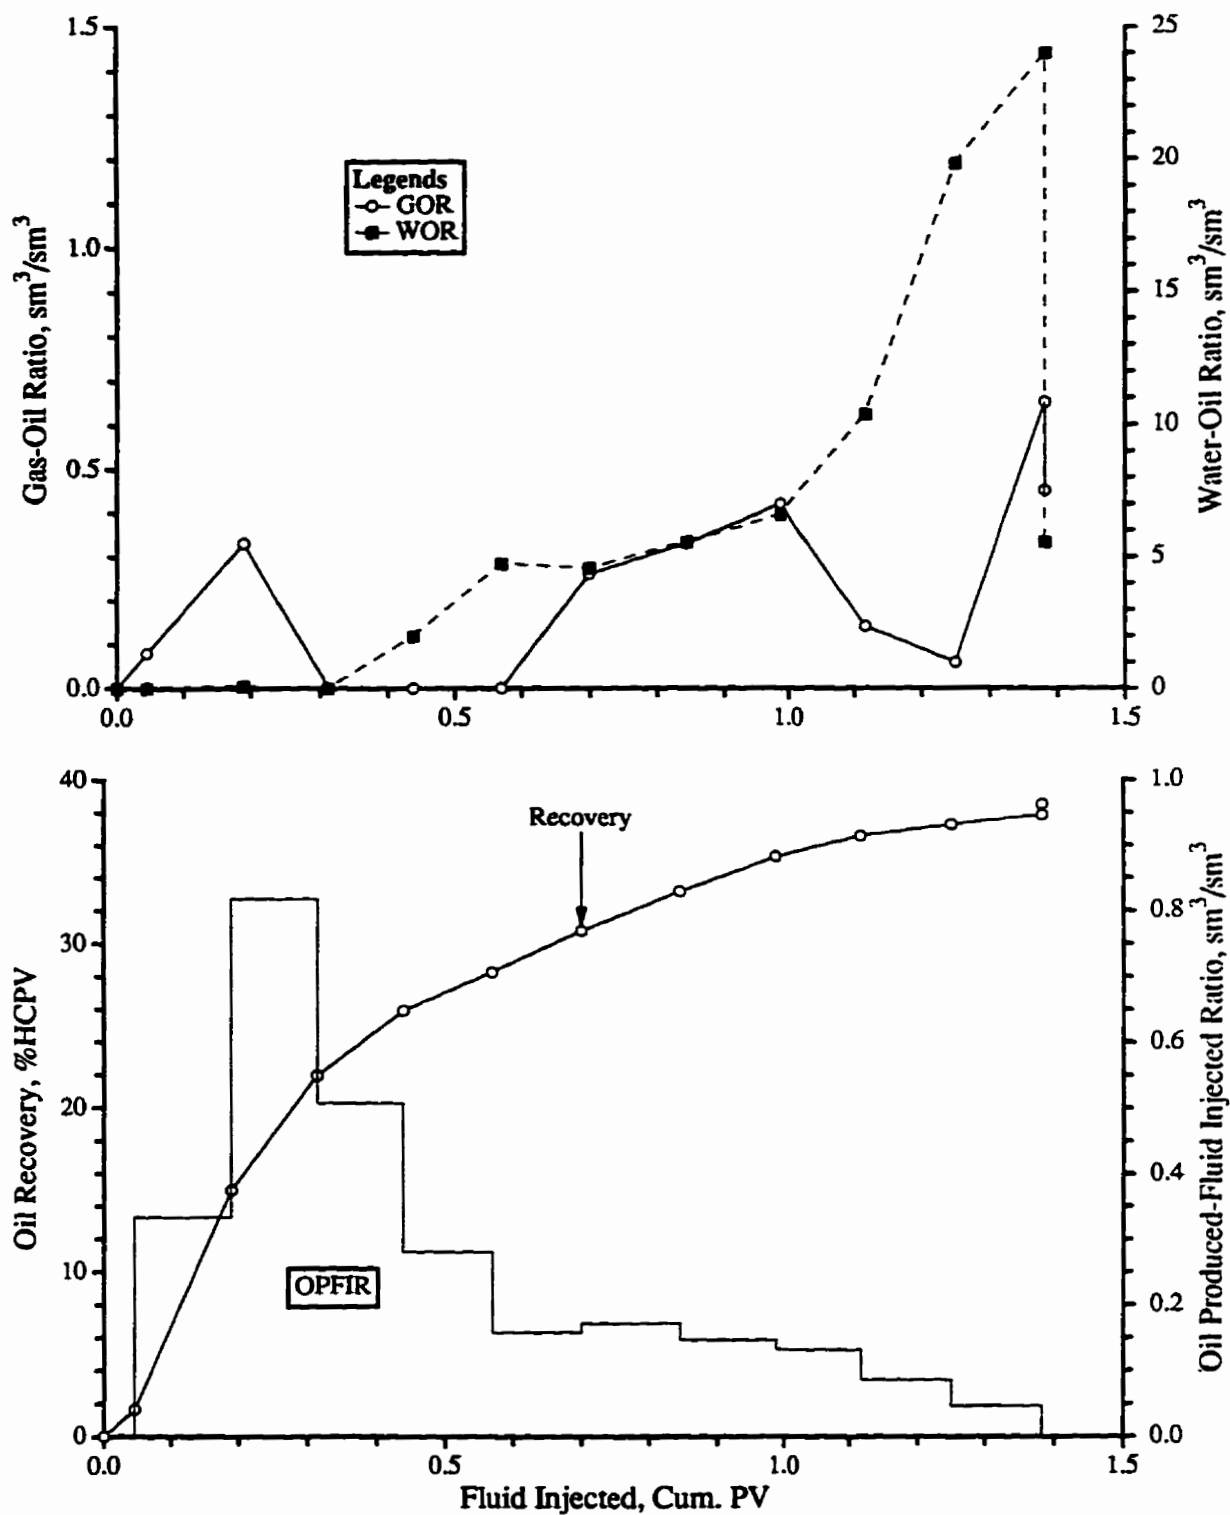 1.5
1.0
0.5
0.0
Gas-Oil Ratio, sm³/sm³
Legends
GOR
WOR
25
20
15
10
5
0
Water-Oil Ratio, sm³/sm³
0.0
0.5
1.0
1.5
40
30
20
10
0
Oil Recovery, %HCPV
Recovery
OPFIR
1.0
0.8
0.6
0.4
0.2
0.0
Oil Produced-Fluid Injected Ratio, sm³/sm³
0.0
0.5
1.0
1.5
Fluid Injected, Cum. PV